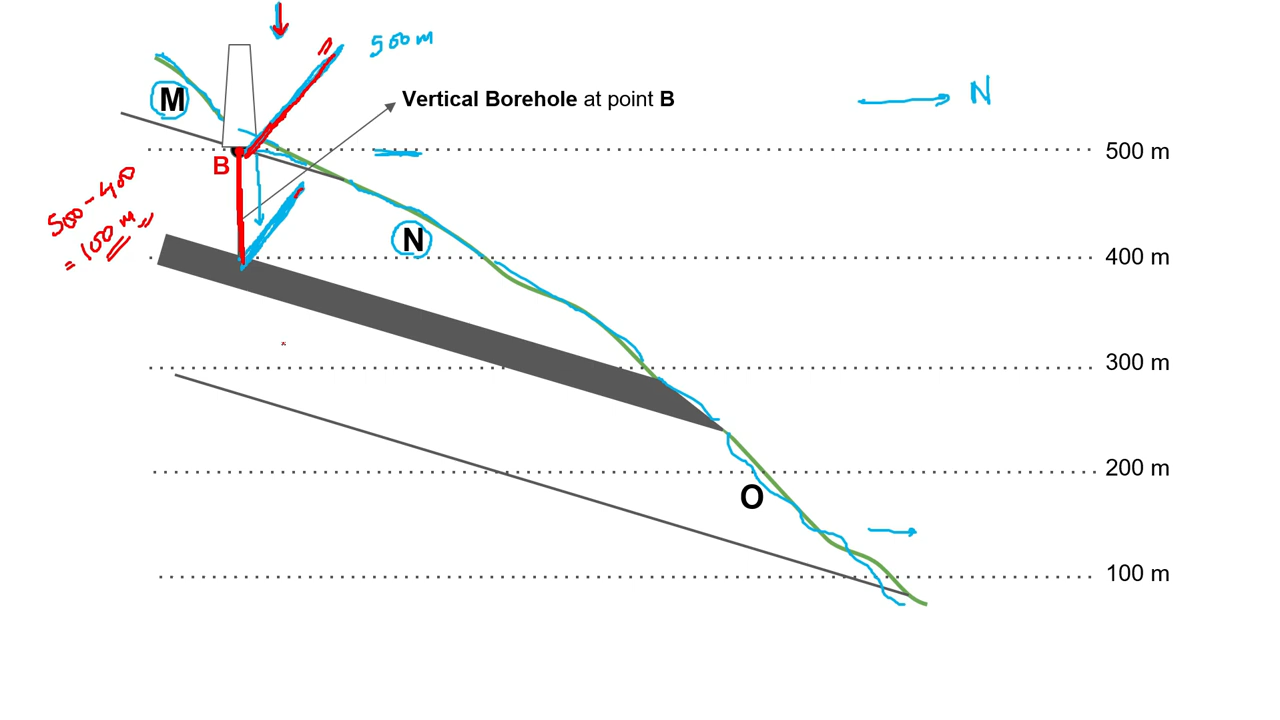 500 m
N
M
Vertical Borehole at point B
B
500 m
500-400
= 100 m
N
400 m
300 m
200 m
O
100 m